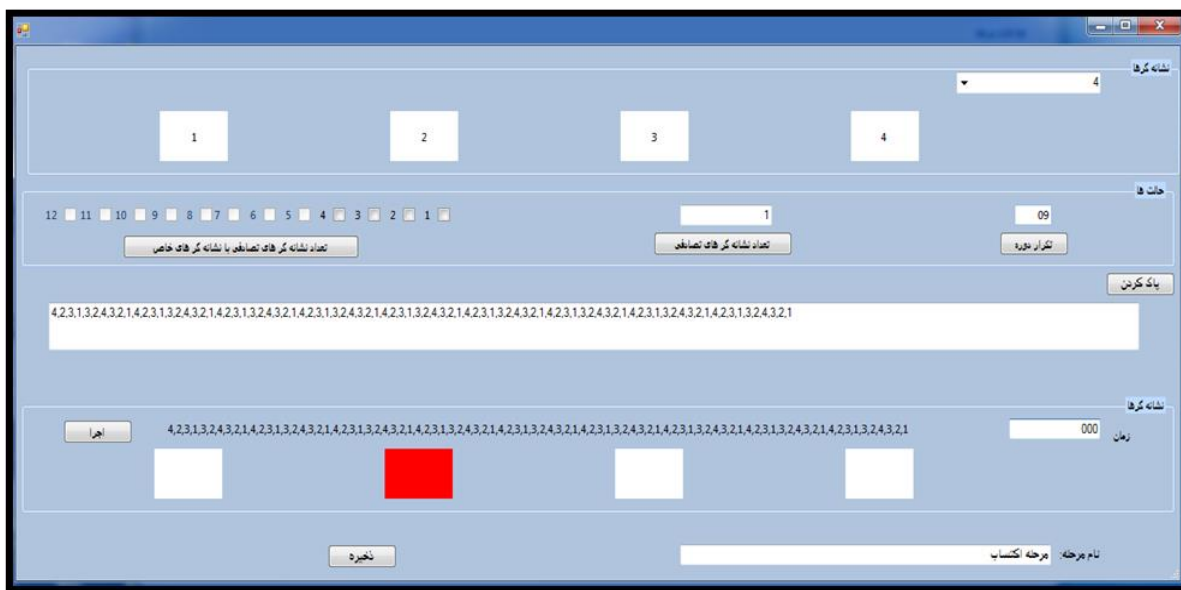 نشانه گرها
4
1 2 3 4
حالت ها
12 11 10 9 8 7 6 5 4 3 2 1
1
09
تعداد نشانه گر های تصادفی با نشانه گر های خاص
تعداد نشانه گر های تصادفی
تکرار دوره
پاک کردن
4,2,3,1,3,2,4,3,2,1,4,2,3,1,3,2,4,3,2,1,4,2,3,1,3,2,4,3,2,1,4,2,3,1,3,2,4,3,2,1,4,2,3,1,3,2,4,3,2,1,4,2,3,1,3,2,4,3,2,1,4,2,3,1,3,2,4,3,2,1,4,2,3,1,3,2,4,3,2,1,4,2,3,1,3,2,4,3,2,1
نشانه گرها
زمان 000
4,2,3,1,3,2,4,3,2,1,4,2,3,1,3,2,4,3,2,1,4,2,3,1,3,2,4,3,2,1,4,2,3,1,3,2,4,3,2,1,4,2,3,1,3,2,4,3,2,1,4,2,3,1,3,2,4,3,2,1,4,2,3,1,3,2,4,3,2,1,4,2,3,1,3,2,4,3,2,1,4,2,3,1,3,2,4,3,2,1
اجرا
نام مرحله: مرحله اکتساب
ذخیره